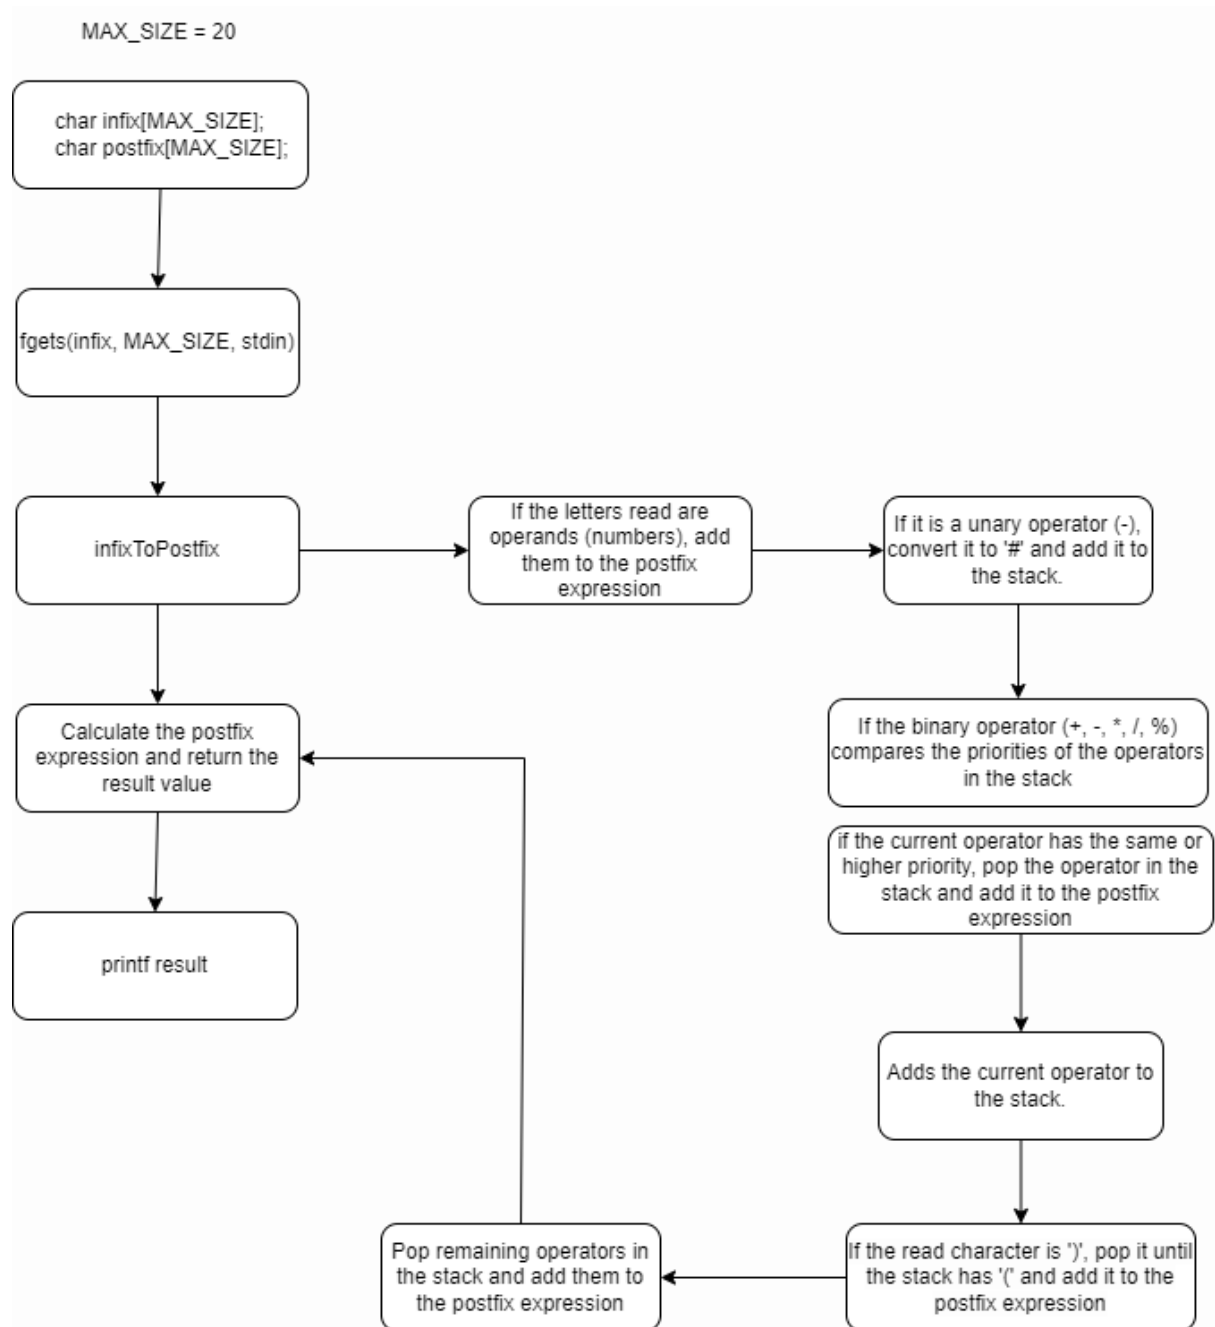 MAX_SIZE = 20
char infix[MAX_SIZE];
char postfix[MAX_SIZE];
fgets(infix, MAX_SIZE, stdin)
infixToPostfix
If the letters read are
operands (numbers), add
them to the postfix
expression
If it is a unary operator (-),
convert it to '#' and add it to
the stack.
If the binary operator (+, -, *, /, %)
compares the priorities of the operators
in the stack
if the current operator has the same or
higher priority, pop the operator in the
stack and add it to the postfix
expression
Adds the current operator to
the stack.
If the read character is ')', pop it until
the stack has '(' and add it to the
postfix expression
Pop remaining operators in
the stack and add them to
the postfix expression
Calculate the postfix
expression and return the
result value
printf result